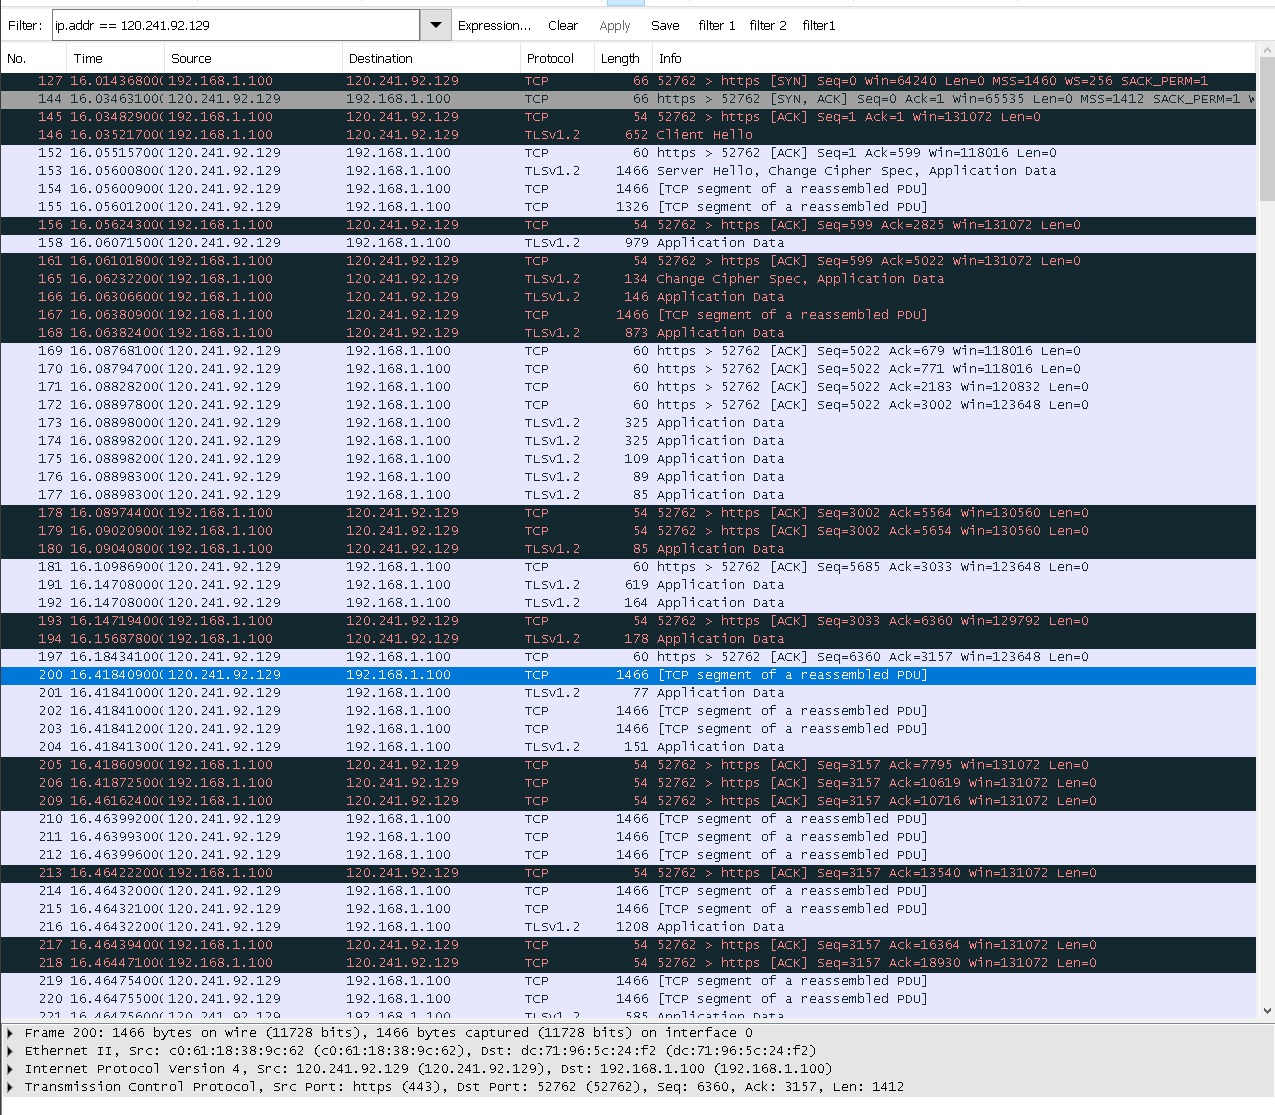 Filter: ip.addr == 120.241.92.129 Expression... Clear Apply Save filter 1 filter 2 filter1
No. Time Source Destination Protocol Length Info
127 16.014368000 192.168.1.100 120.241.92.129 TCP 66 52762 > https [SYN] Seq=0 Win=64240 Len=0 MSS=1460 WS=256 SACK_PERM=1
144 16.034631000 120.241.92.129 192.168.1.100 TCP 66 https > 52762 [SYN, ACK] Seq=0 Ack=1 Win=65535 Len=0 MSS=1412 SACK_PERM=1 W
145 16.034829000 192.168.1.100 120.241.92.129 TCP 54 52762 > https [ACK] Seq=1 Ack=1 Win=131072 Len=0
146 16.035217000 192.168.1.100 120.241.92.129 TLSv1.2 652 Client Hello
152 16.055157000 120.241.92.129 192.168.1.100 TCP 60 https > 52762 [ACK] Seq=1 Ack=599 Win=118016 Len=0
153 16.056008000 120.241.92.129 192.168.1.100 TLSv1.2 1466 Server Hello, Change Cipher Spec, Application Data
154 16.056009000 120.241.92.129 192.168.1.100 TCP 1466 [TCP segment of a reassembled PDU]
155 16.056012000 120.241.92.129 192.168.1.100 TCP 1326 [TCP segment of a reassembled PDU]
156 16.056243000 192.168.1.100 120.241.92.129 TCP 54 52762 > https [ACK] Seq=599 Ack=2825 Win=131072 Len=0
158 16.060715000 120.241.92.129 192.168.1.100 TLSv1.2 979 Application Data
161 16.061018000 192.168.1.100 120.241.92.129 TCP 54 52762 > https [ACK] Seq=599 Ack=5022 Win=131072 Len=0
165 16.062322000 192.168.1.100 120.241.92.129 TLSv1.2 134 Change Cipher Spec, Application Data
166 16.063066000 192.168.1.100 120.241.92.129 TLSv1.2 146 Application Data
167 16.063809000 192.168.1.100 120.241.92.129 TCP 1466 [TCP segment of a reassembled PDU]
168 16.063824000 192.168.1.100 120.241.92.129 TLSv1.2 873 Application Data
169 16.087681000 120.241.92.129 192.168.1.100 TCP 60 https > 52762 [ACK] Seq=5022 Ack=679 Win=118016 Len=0
170 16.087947000 120.241.92.129 192.168.1.100 TCP 60 https > 52762 [ACK] Seq=5022 Ack=771 Win=118016 Len=0
171 16.088282000 120.241.92.129 192.168.1.100 TCP 60 https > 52762 [ACK] Seq=5022 Ack=2183 Win=120832 Len=0
172 16.088978000 120.241.92.129 192.168.1.100 TCP 60 https > 52762 [ACK] Seq=5022 Ack=3002 Win=123648 Len=0
173 16.088980000 120.241.92.129 192.168.1.100 TLSv1.2 325 Application Data
174 16.088982000 120.241.92.129 192.168.1.100 TLSv1.2 325 Application Data
175 16.088982000 120.241.92.129 192.168.1.100 TLSv1.2 109 Application Data
176 16.088983000 120.241.92.129 192.168.1.100 TLSv1.2 89 Application Data
177 16.088983000 120.241.92.129 192.168.1.100 TLSv1.2 85 Application Data
178 16.089744000 192.168.1.100 120.241.92.129 TCP 54 52762 > https [ACK] Seq=3002 Ack=5564 Win=130560 Len=0
179 16.090209000 192.168.1.100 120.241.92.129 TCP 54 52762 > https [ACK] Seq=3002 Ack=5654 Win=130560 Len=0
180 16.090408000 192.168.1.100 120.241.92.129 TLSv1.2 85 Application Data
181 16.109869000 120.241.92.129 192.168.1.100 TCP 60 https > 52762 [ACK] Seq=5685 Ack=3033 Win=123648 Len=0
191 16.147080000 120.241.92.129 192.168.1.100 TLSv1.2 619 Application Data
192 16.147080000 120.241.92.129 192.168.1.100 TLSv1.2 164 Application Data
193 16.147194000 192.168.1.100 120.241.92.129 TCP 54 52762 > https [ACK] Seq=3033 Ack=6360 Win=129792 Len=0
194 16.156878000 192.168.1.100 120.241.92.129 TLSv1.2 178 Application Data
197 16.184341000 120.241.92.129 192.168.1.100 TCP 60 https > 52762 [ACK] Seq=6360 Ack=3157 Win=123648 Len=0
200 16.418409000 120.241.92.129 192.168.1.100 TCP 1466 [TCP segment of a reassembled PDU]
201 16.418410000 120.241.92.129 192.168.1.100 TLSv1.2 77 Application Data
202 16.418410000 120.241.92.129 192.168.1.100 TCP 1466 [TCP segment of a reassembled PDU]
203 16.418412000 120.241.92.129 192.168.1.100 TCP 1466 [TCP segment of a reassembled PDU]
204 16.418413000 120.241.92.129 192.168.1.100 TLSv1.2 151 Application Data
205 16.418609000 192.168.1.100 120.241.92.129 TCP 54 52762 > https [ACK] Seq=3157 Ack=7795 Win=131072 Len=0
206 16.418725000 192.168.1.100 120.241.92.129 TCP 54 52762 > https [ACK] Seq=3157 Ack=10619 Win=131072 Len=0
209 16.461624000 192.168.1.100 120.241.92.129 TCP 54 52762 > https [ACK] Seq=3157 Ack=10716 Win=131072 Len=0
210 16.463992000 120.241.92.129 192.168.1.100 TCP 1466 [TCP segment of a reassembled PDU]
211 16.463993000 120.241.92.129 192.168.1.100 TCP 1466 [TCP segment of a reassembled PDU]
212 16.463996000 120.241.92.129 192.168.1.100 TCP 1466 [TCP segment of a reassembled PDU]
213 16.464222000 192.168.1.100 120.241.92.129 TCP 54 52762 > https [ACK] Seq=3157 Ack=13540 Win=131072 Len=0
214 16.464320000 120.241.92.129 192.168.1.100 TCP 1466 [TCP segment of a reassembled PDU]
215 16.464321000 120.241.92.129 192.168.1.100 TCP 1466 [TCP segment of a reassembled PDU]
216 16.464322000 120.241.92.129 192.168.1.100 TLSv1.2 1208 Application Data
217 16.464394000 192.168.1.100 120.241.92.129 TCP 54 52762 > https [ACK] Seq=3157 Ack=16364 Win=131072 Len=0
218 16.464471000 192.168.1.100 120.241.92.129 TCP 54 52762 > https [ACK] Seq=3157 Ack=18930 Win=131072 Len=0
219 16.464754000 120.241.92.129 192.168.1.100 TCP 1466 [TCP segment of a reassembled PDU]
220 16.464755000 120.241.92.129 192.168.1.100 TCP 1466 [TCP segment of a reassembled PDU]
221 16.464756000 120.241.92.129 192.168.1.100 TLSv1.2 585 Application Data
Frame 200: 1466 bytes on wire (11728 bits), 1466 bytes captured (11728 bits) on interface 0
Ethernet II, Src: c0:61:18:38:9c:62 (c0:61:18:38:9c:62), Dst: dc:71:96:5c:24:f2 (dc:71:96:5c:24:f2)
Internet Protocol Version 4, Src: 120.241.92.129 (120.241.92.129), Dst: 192.168.1.100 (192.168.1.100)
Transmission Control Protocol, Src Port: https (443), Dst Port: 52762 (52762), Seq: 6360, Ack: 3157, Len: 1412